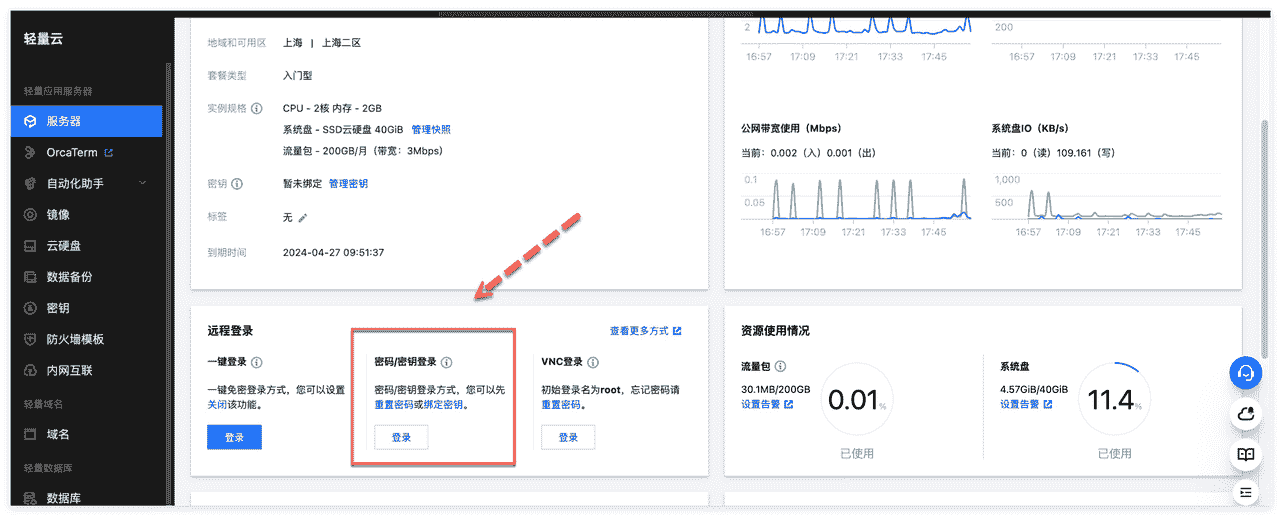 轻量云
轻量应用服务器
服务器
OrcaTerm
自动化助手
镜像
云硬盘
数据备份
密钥
防火墙模板
内网互联
轻量域名
域名
轻量数据库
数据库
地域和可用区 上海 | 上海二区
套餐类型 入门型
实例规格 CPU - 2核 内存 - 2GB
系统盘 - SSD云硬盘 40GiB 管理快照
流量包 - 200GB/月（带宽：3Mbps）
密钥 暂未绑定 管理密钥
标签 无
到期时间 2024-04-27 09:51:37
2
16:57 17:09 17:21 17:33 17:45
200
16:57 17:09 17:21 17:33 17:45
公网带宽使用（Mbps）
当前：0.002（入）0.001（出）
0.1
0.05
16:57 17:09 17:21 17:33 17:45
系统盘IO（KB/s）
当前：0（读）109.161（写）
1,000
500
16:57 17:09 17:21 17:33 17:45
远程登录 查看更多方式
一键登录
一键免密登录方式，您可以设置
关闭该功能。
登录
密码/密钥登录
密码/密钥登录方式，您可以先
重置密码或绑定密钥。
登录
VNC登录
初始登录名为root，忘记密码请
重置密码。
登录
资源使用情况
流量包
30.1MB/200GB
设置告警
0.01%
已使用
系统盘
4.57GiB/40GiB
设置告警
11.4%
已使用